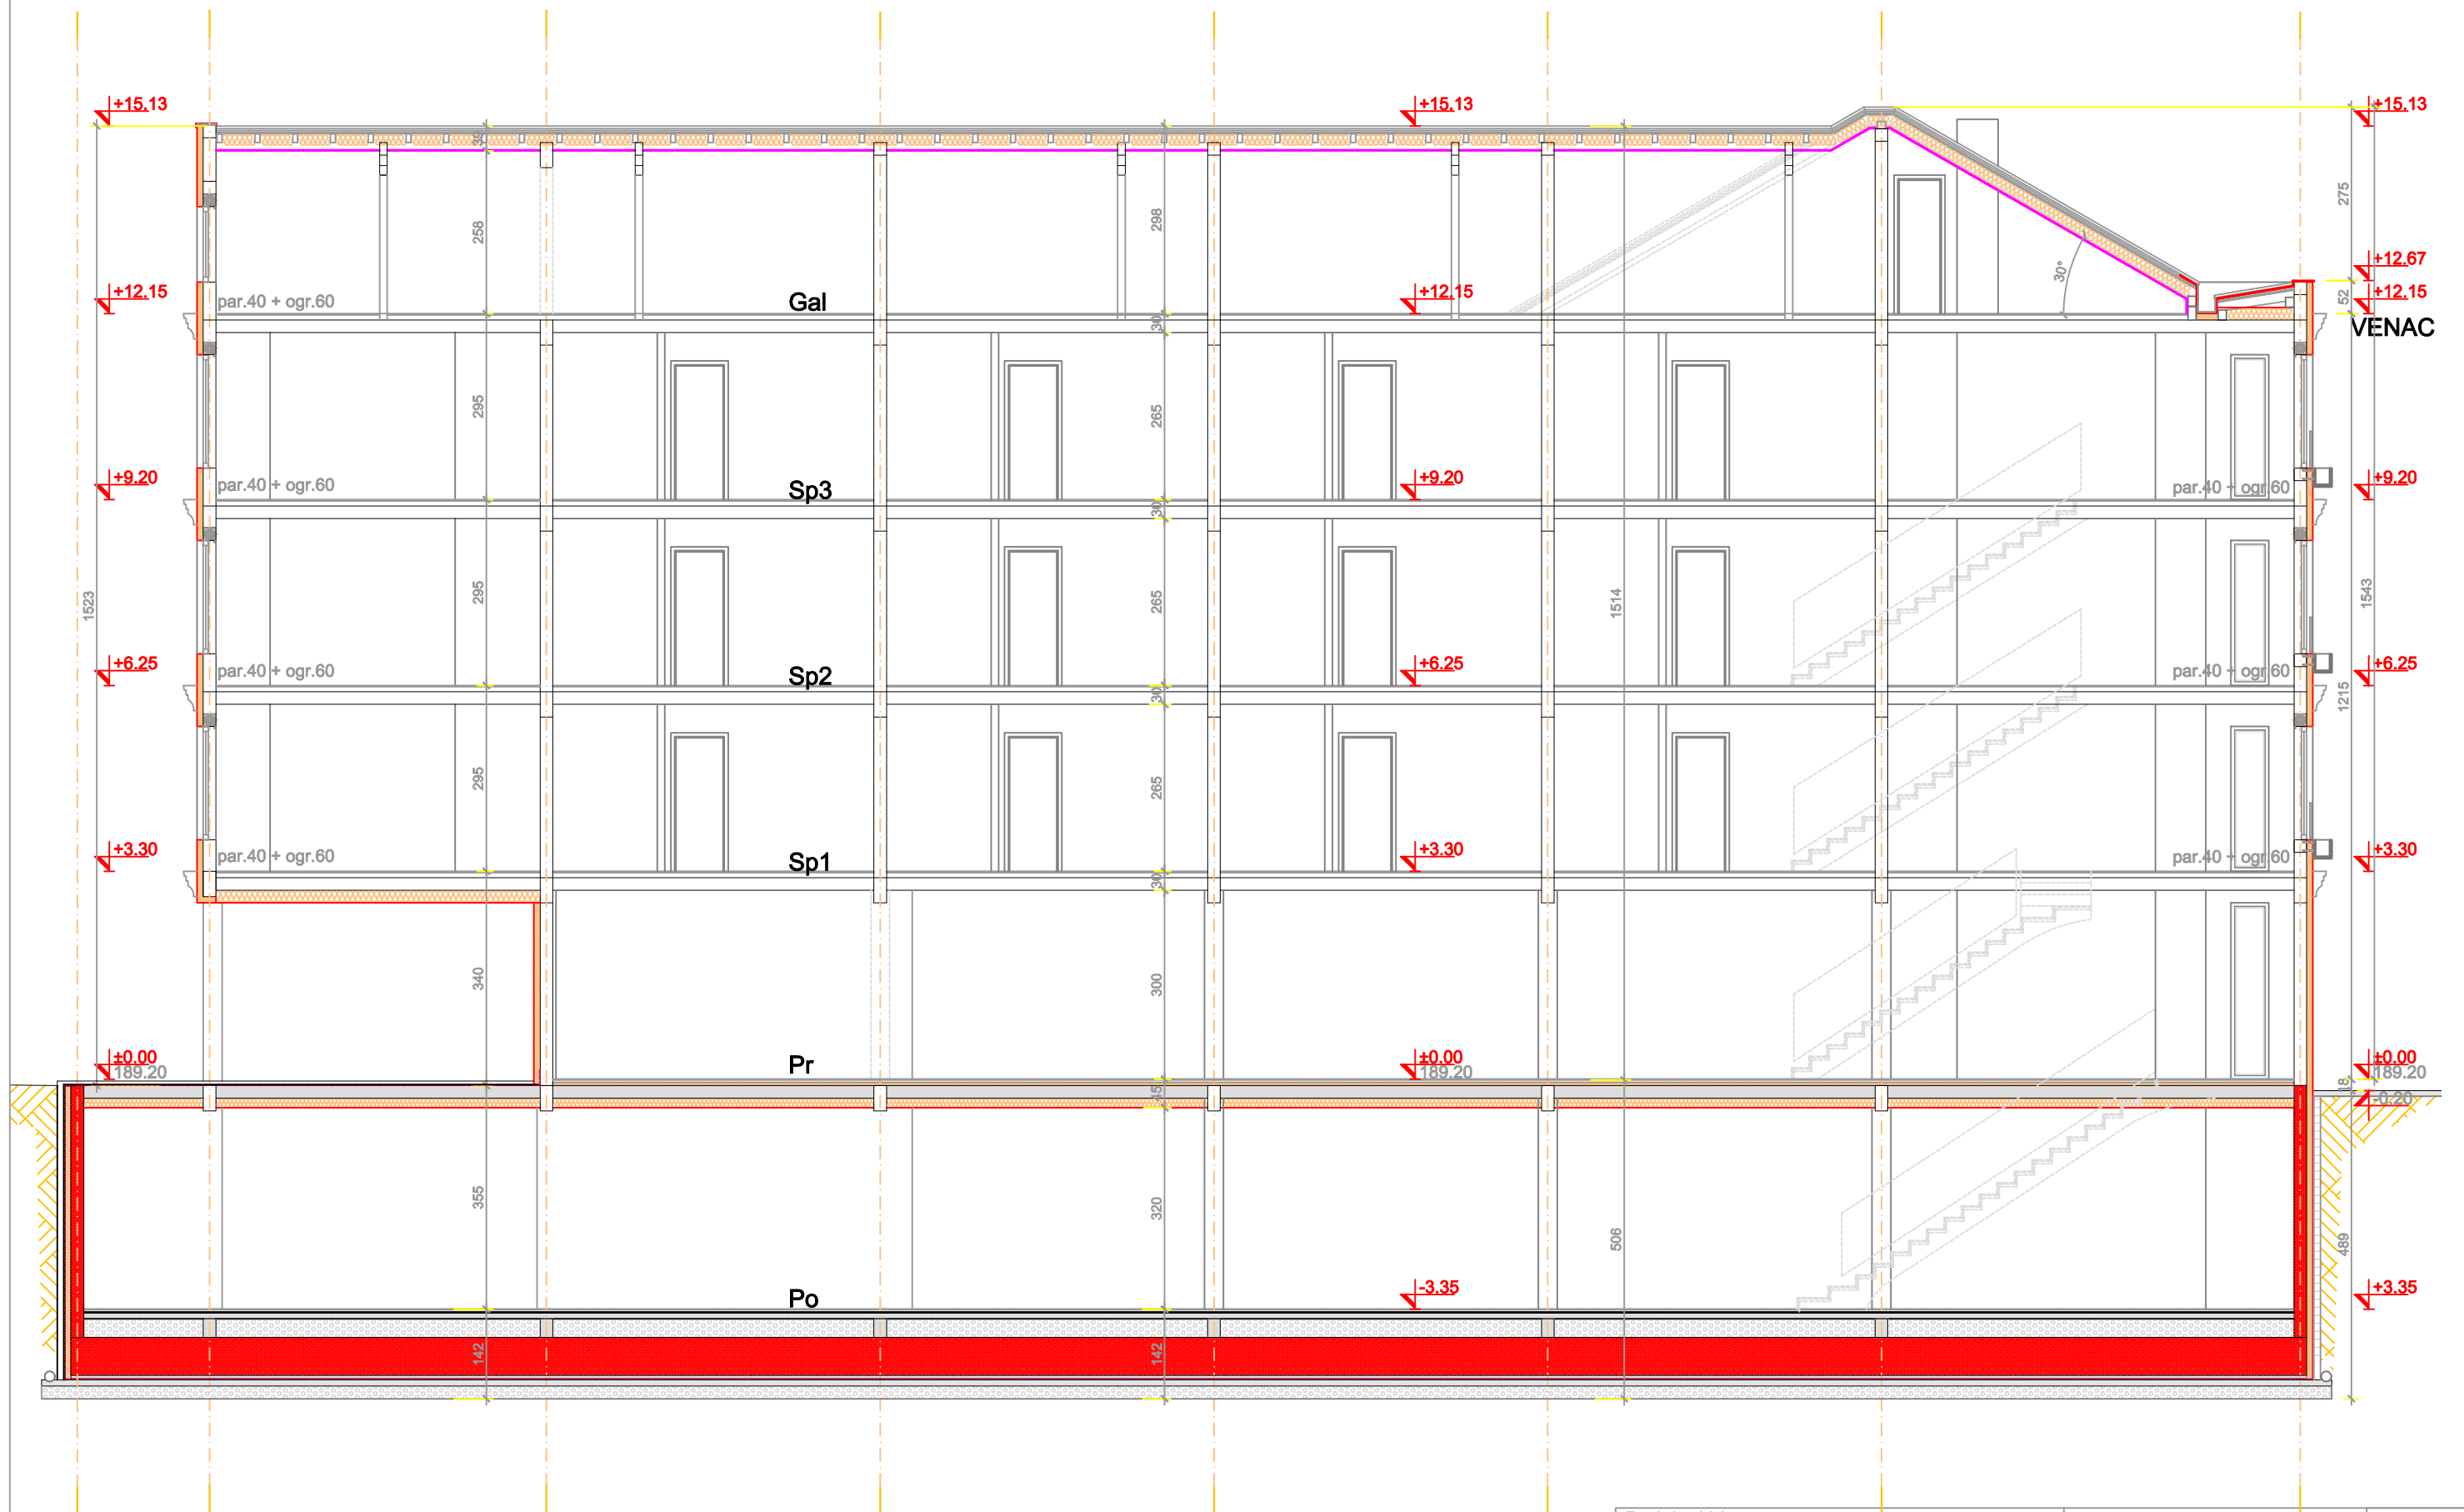 +15.13 +15.13 +15.13
36
258 298 275
+12.67
+12.15 par.40 + ogr.60 Gal +12.15 30° 52 +12.15
VENAC
30
295 265
+9.20 par.40 + ogr.60 Sp3 +9.20 par.40 + ogr.60 +9.20
30
1523 295 265 1514 1543
+6.25 par.40 + ogr.60 Sp2 +6.25 par.40 + ogr.60 +6.25
30 1215
295 265
+3.30 par.40 + ogr.60 Sp1 +3.30 par.40 + ogr.60 +3.30
30
340 300
±0.00 Pr ±0.00 ±0.00
189.20 189.20 189.20
45 18 -0.20
355 320 506 489
Po -3.35 +3.35
142 142